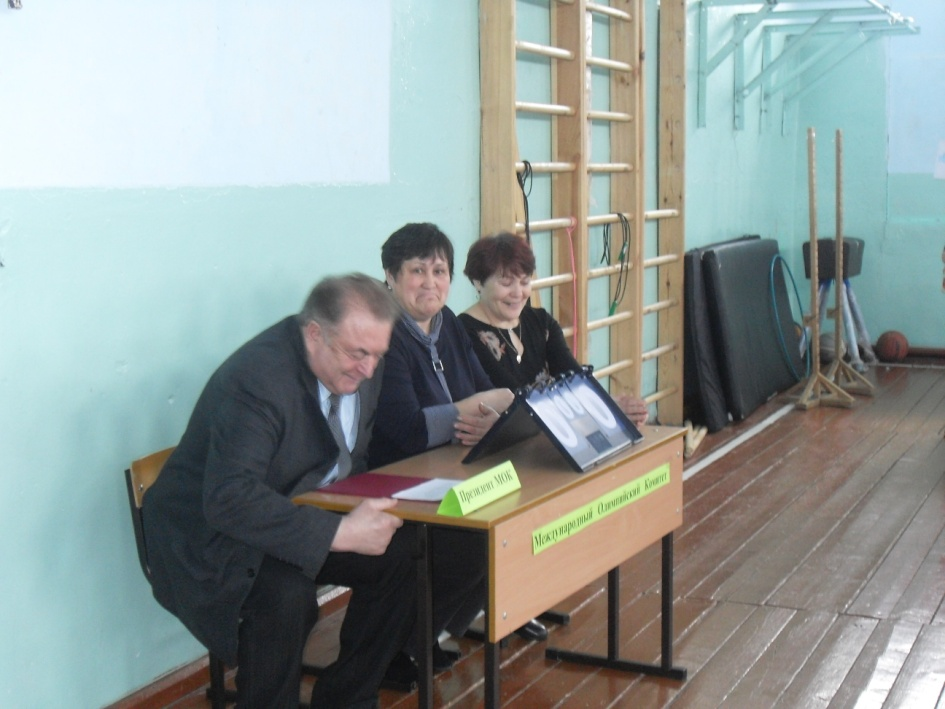 Президент МОК
Международный Олимпийский Комитет